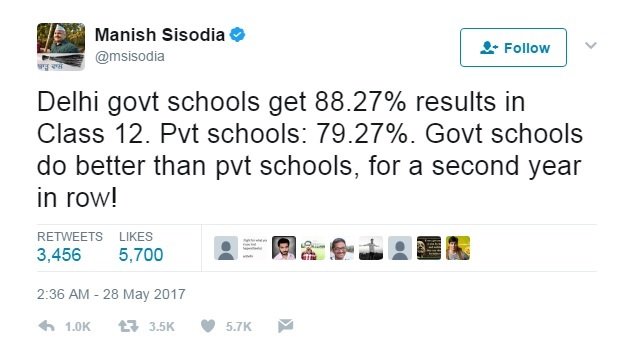 Manish Sisodia
@msisodia
Follow
Delhi govt schools get 88.27% results in
Class 12. Pvt schools: 79.27%. Govt schools
do better than pvt schools, for a second year
in row!
RETWEETS LIKES
3,456 5,700
2:36 AM - 28 May 2017
1.0K 3.5K 5.7K